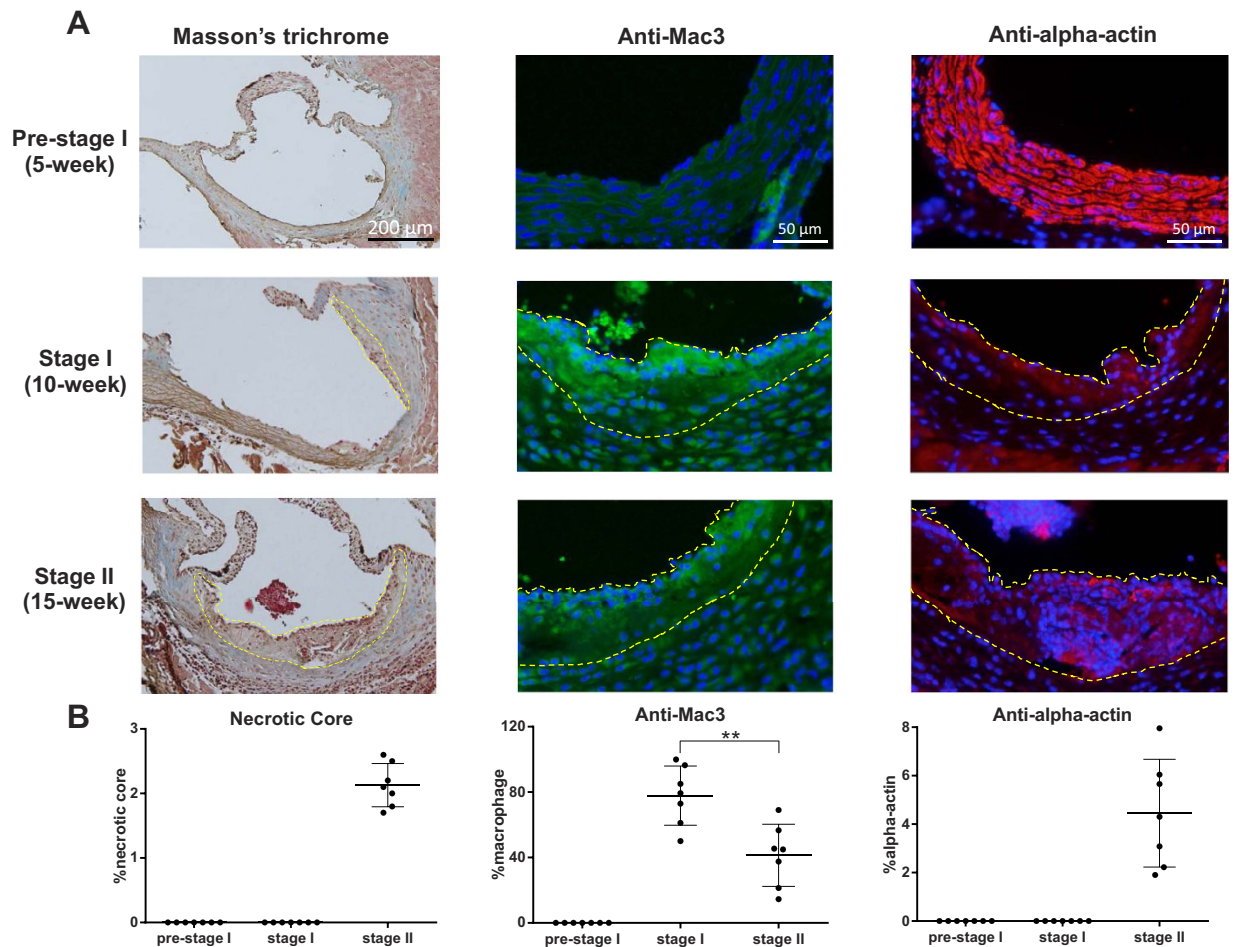 A
Masson's trichrome
Anti-Mac3
Anti-alpha-actin
Pre-stage I
(5-week)
200 µm
50 µm
50 µm
Stage I
(10-week)
Stage II
(15-week)
B
Necrotic Core
%necrotic core
3
2
1
0
pre-stage I
stage I
stage II
Anti-Mac3
%macrophage
120
80
40
0
**
pre-stage I
stage I
stage II
Anti-alpha-actin
%alpha-actin
8
6
4
2
0
pre-stage I
stage I
stage II